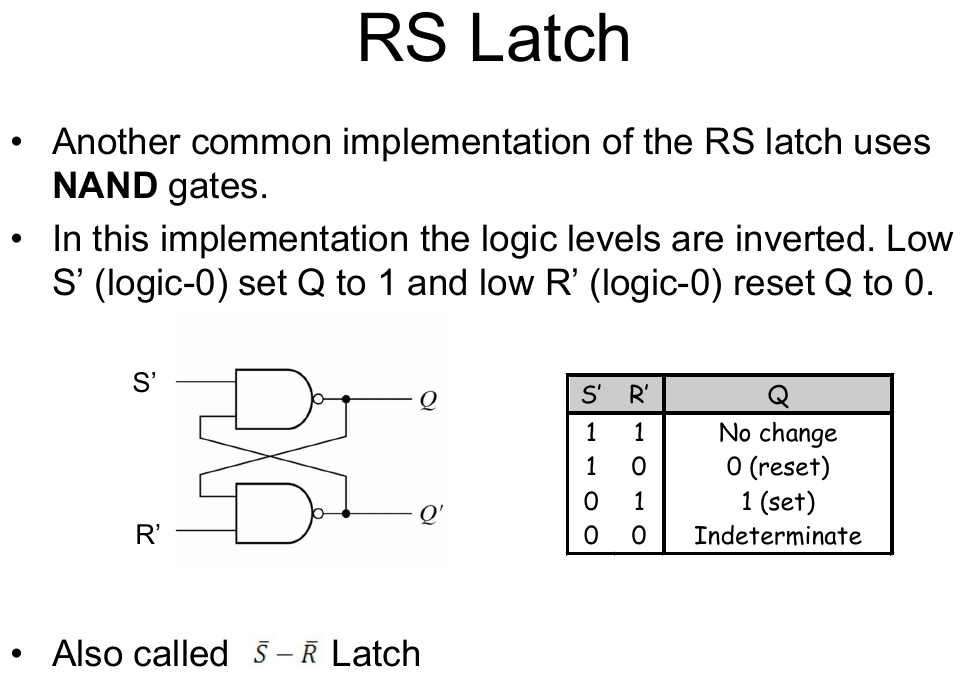 RS Latch
• Another common implementation of the RS latch uses
NAND gates.
• In this implementation the logic levels are inverted. Low
S’ (logic-0) set Q to 1 and low R’ (logic-0) reset Q to 0.
S’
Q
R’
Q′
S’ R’ Q
1 1 No change
1 0 0 (reset)
0 1 1 (set)
0 0 Indeterminate
• Also called S̄ – R̄ Latch